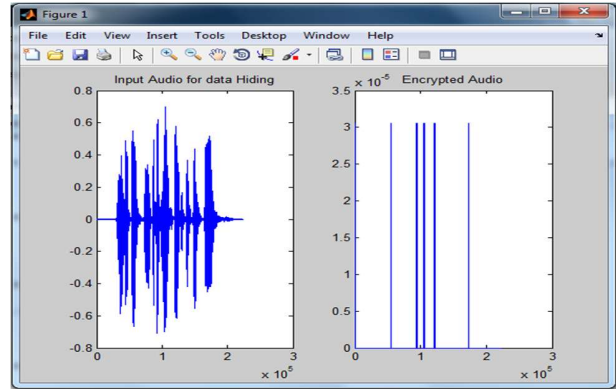 Figure 1
File Edit View Insert Tools Desktop Window Help
Input Audio for data Hiding
0.8
0.6
0.4
0.2
0
-0.2
-0.4
-0.6
-0.8
0 1 2 3
x 10^5
3.5 x 10^-5 Encrypted Audio
3
2.5
2
1.5
1
0.5
0
0 1 2 3
x 10^5